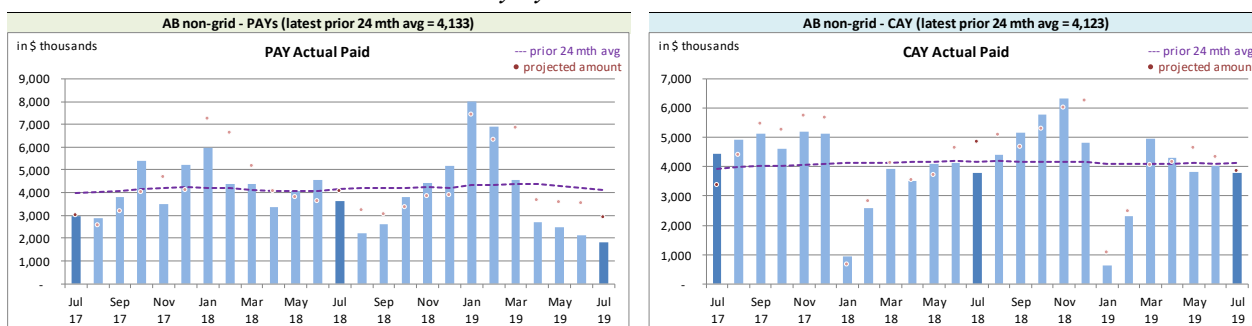 AB non-grid - PAYs (latest prior 24 mth avg = 4,133)
in $ thousands
PAY Actual Paid
--- prior 24 mth avg
• projected amount
9,000
8,000
7,000
6,000
5,000
4,000
3,000
2,000
1,000
-
Jul Sep Nov Jan Mar May Jul Sep Nov Jan Mar May Jul
17 17 17 18 18 18 18 18 18 19 19 19 19
AB non-grid - CAY (latest prior 24 mth avg = 4,123)
in $ thousands
CAY Actual Paid
--- prior 24 mth avg
• projected amount
7,000
6,000
5,000
4,000
3,000
2,000
1,000
-
Jul Sep Nov Jan Mar May Jul Sep Nov Jan Mar May Jul
17 17 17 18 18 18 18 18 18 19 19 19 19